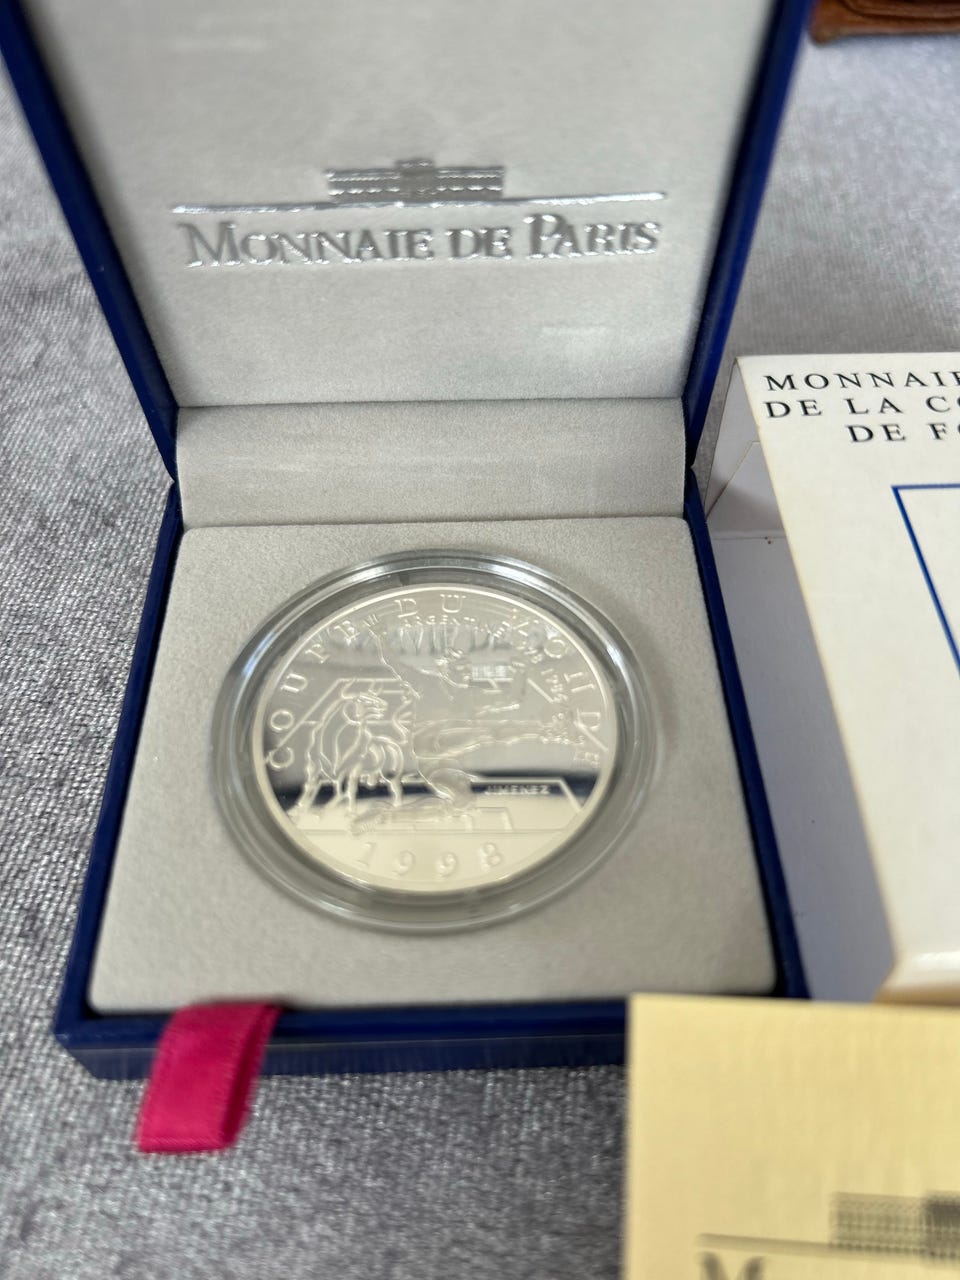 MONNAIE DE PARIS
MONNAIE
DE LA CO
DE FO
COUPE DU MONDE
ARGENTINE
JIMENEZ
1998
M